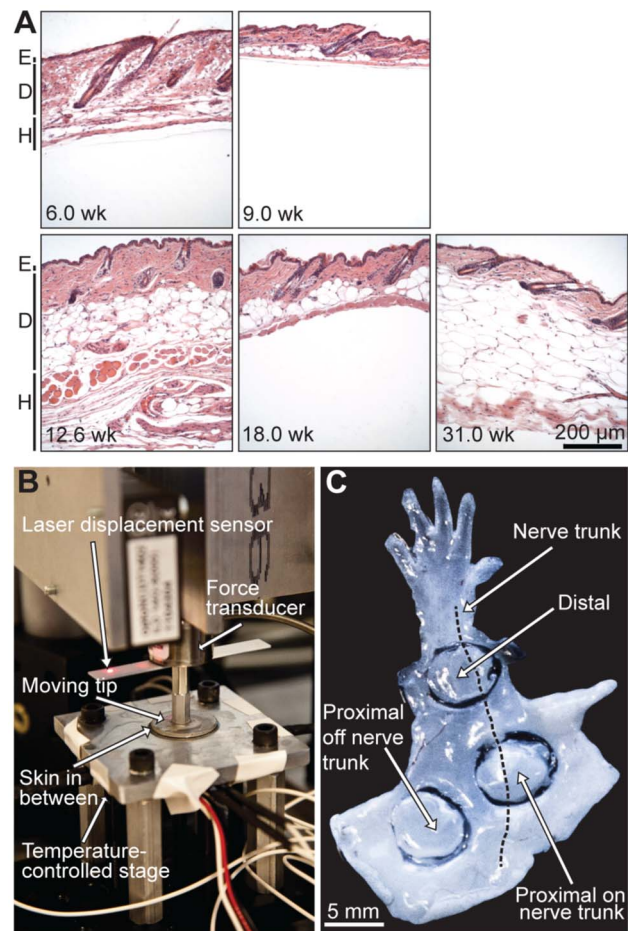 A
E
D
H
6.0 wk
9.0 wk
E
D
H
12.6 wk
18.0 wk
31.0 wk
200 µm
B
Laser displacement sensor
Force
transducer
Moving tip
Skin in
between
Temperature-
controlled stage
C
Nerve trunk
Distal
Proximal
off nerve
trunk
Proximal on
nerve trunk
5 mm